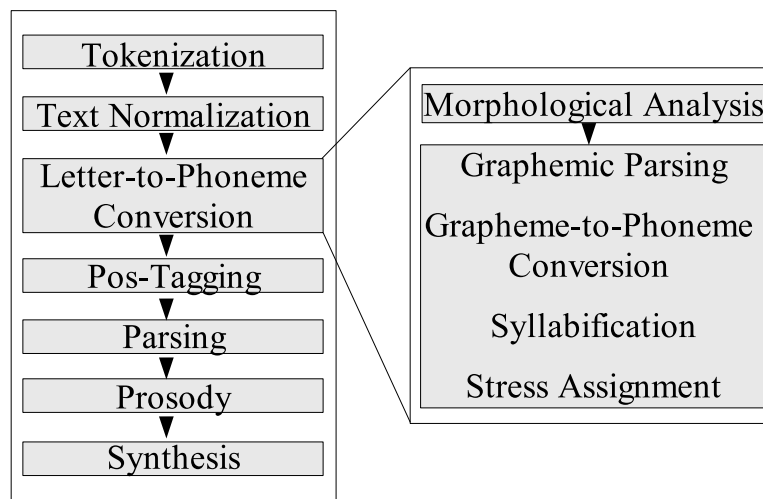 Tokenization
Text Normalization
Letter-to-Phoneme
Conversion
Pos-Tagging
Parsing
Prosody
Synthesis
Morphological Analysis
Graphemic Parsing
Grapheme-to-Phoneme
Conversion
Syllabification
Stress Assignment